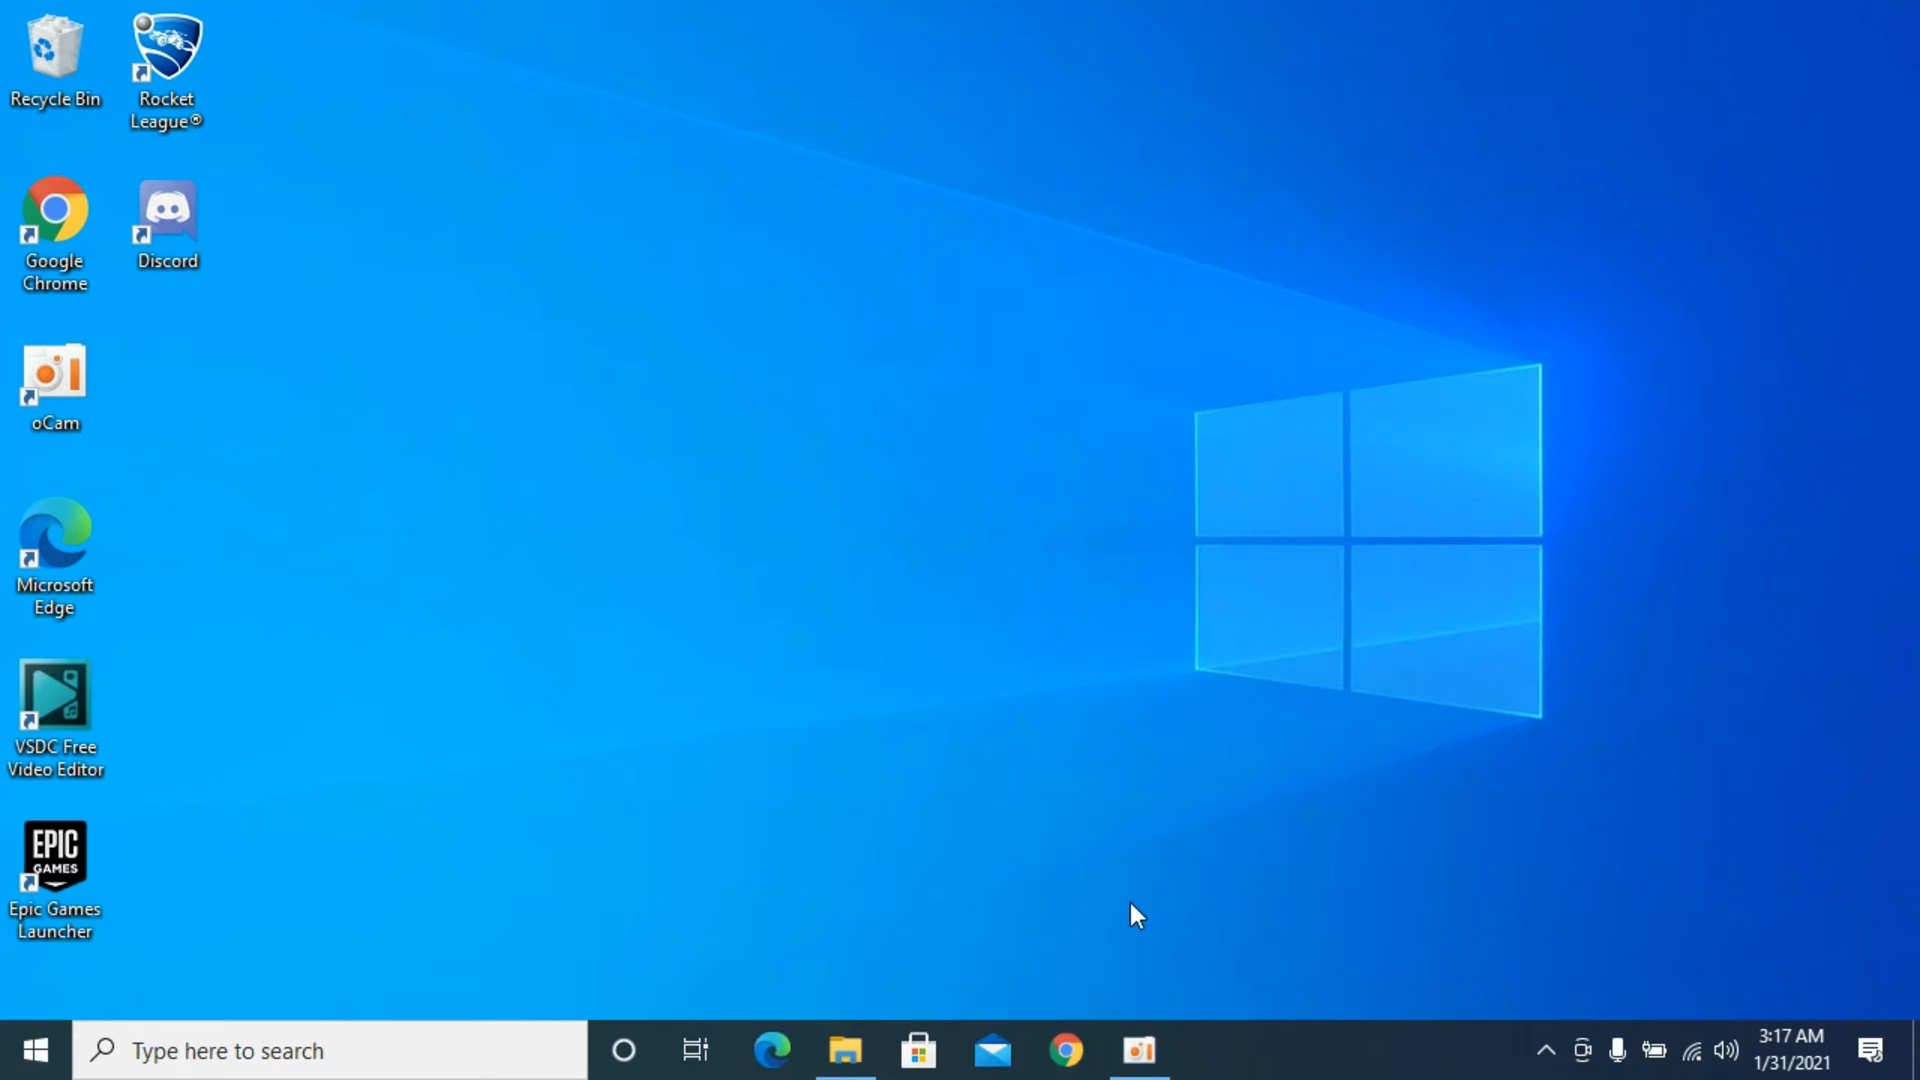 Recycle Bin
Rocket
League®
Google
Chrome
Discord
oCam
Microsoft
Edge
VSDC Free
Video Editor
EPIC
GAMES
Epic Games
Launcher
Type here to search
3:17 AM
1/31/2021